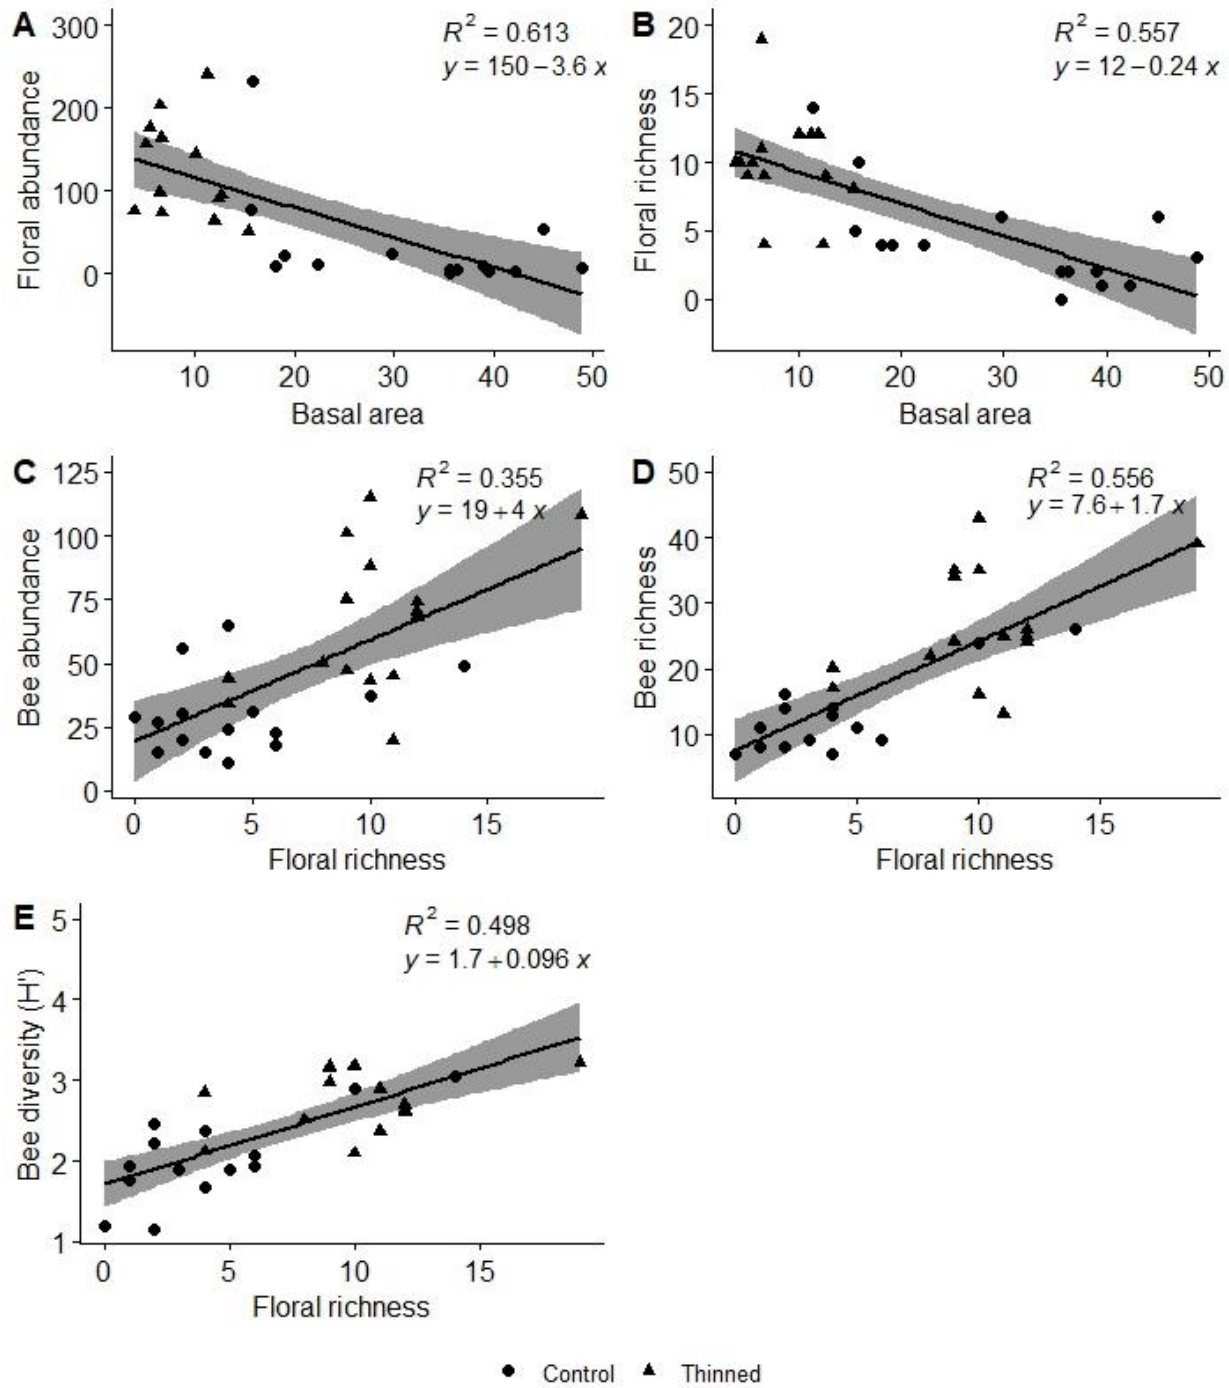 A
R² = 0.613
y = 150 − 3.6 x
Floral abundance
300
200
100
0
10 20 30 40 50
Basal area
B
R² = 0.557
y = 12 − 0.24 x
Floral richness
20
15
10
5
0
10 20 30 40 50
Basal area
C
R² = 0.355
y = 19 + 4 x
Bee abundance
125
100
75
50
25
0
0 5 10 15
Floral richness
D
R² = 0.556
y = 7.6 + 1.7 x
Bee richness
50
40
30
20
10
0 5 10 15
Floral richness
E
R² = 0.498
y = 1.7 + 0.096 x
Bee diversity (H')
5
4
3
2
1
0 5 10 15
Floral richness
Control Thinned